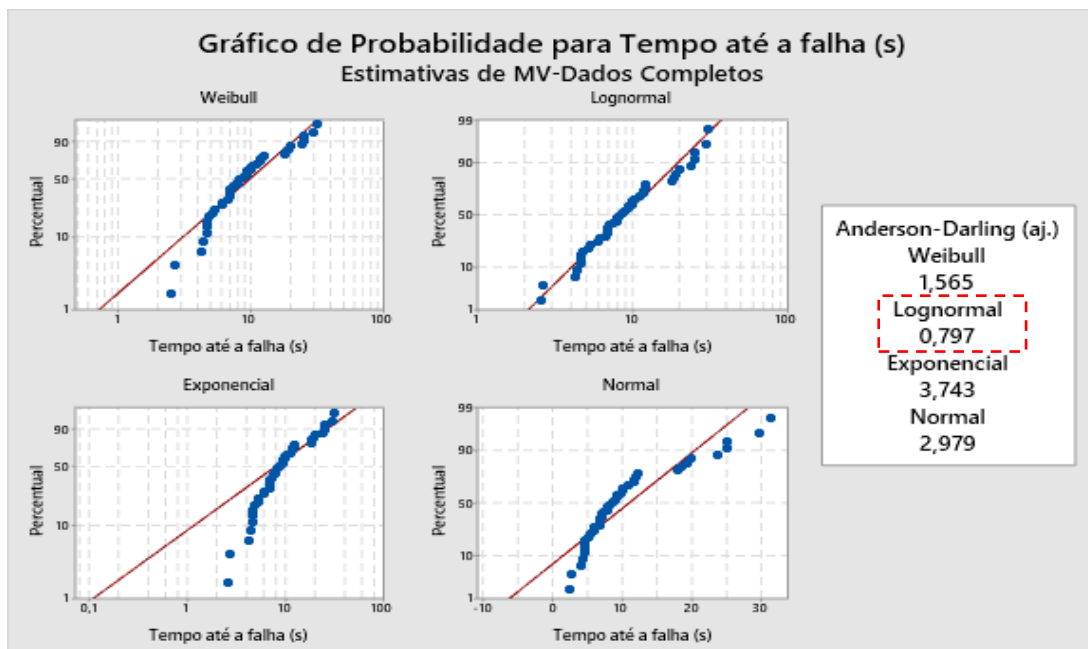 Gráfico de Probabilidade para Tempo até a falha (s)
Estimativas de MV-Dados Completos
Weibull
Percentual
90
50
10
1
1
10
100
Tempo até a falha (s)
Lognormal
Percentual
99
90
50
10
1
1
10
100
Tempo até a falha (s)
Exponencial
Percentual
90
50
10
1
0,1
1
10
100
Tempo até a falha (s)
Normal
Percentual
99
90
50
10
1
-10
0
10
20
30
Tempo até a falha (s)
Anderson-Darling (aj.)
Weibull
1,565
Lognormal
0,797
Exponencial
3,743
Normal
2,979